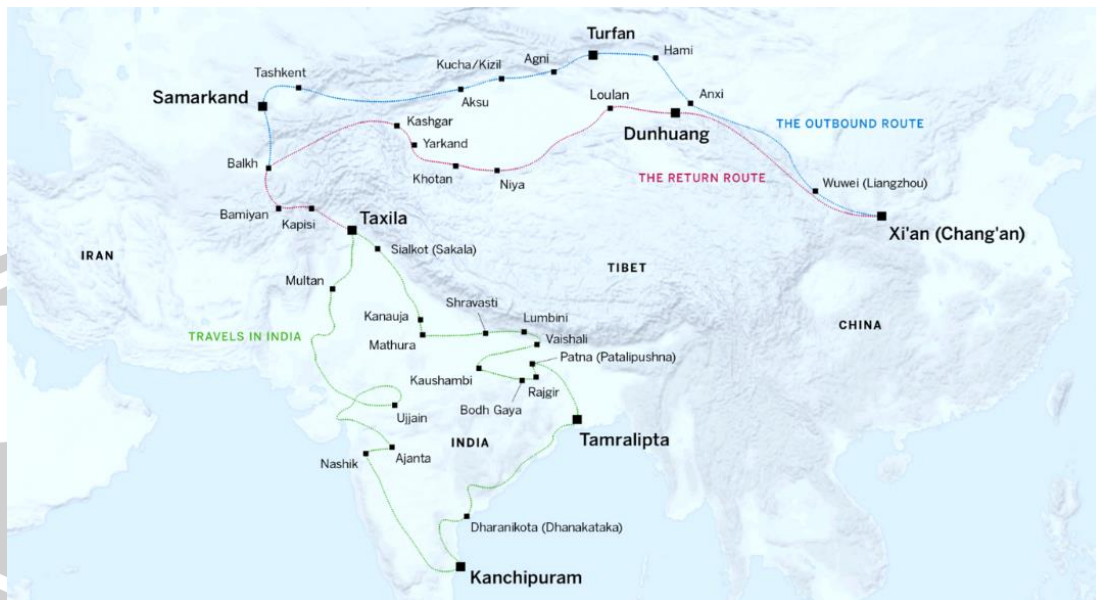 Turfan
Hami
Agni
Kucha/Kizil
Tashkent
Samarkand
Aksu
Loulan
Anxi
Dunhuang
THE OUTBOUND ROUTE
Kashgar
Yarkand
Balkh
Khotan
Niya
THE RETURN ROUTE
Wuwei (Liangzhou)
Bamiyan
Kapisi
Taxila
Xi'an (Chang'an)
Sialkot (Sakala)
IRAN
TIBET
Multan
Shravasti
Lumbini
Kanauja
CHINA
TRAVELS IN INDIA
Mathura
Vaishali
Patna (Patalipushna)
Kaushambi
Rajgir
Bodh Gaya
Ujjain
Tamralipta
INDIA
Ajanta
Nashik
Dharanikota (Dhanakataka)
Kanchipuram